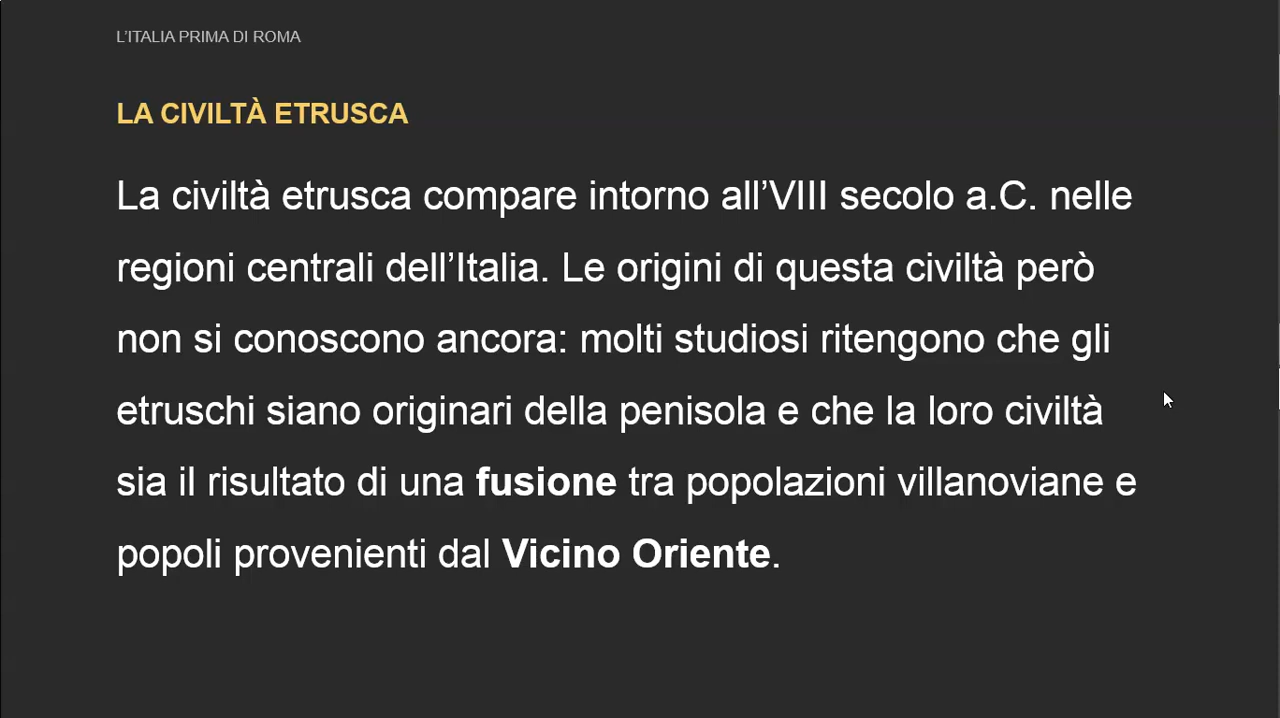 L’ITALIA PRIMA DI ROMA
LA CIVILTÀ ETRUSCA
La civiltà etrusca compare intorno all’VIII secolo a.C. nelle
regioni centrali dell’Italia. Le origini di questa civiltà però
non si conoscono ancora: molti studiosi ritengono che gli
etruschi siano originari della penisola e che la loro civiltà
sia il risultato di una fusione tra popolazioni villanoviane e
popoli provenienti dal Vicino Oriente.